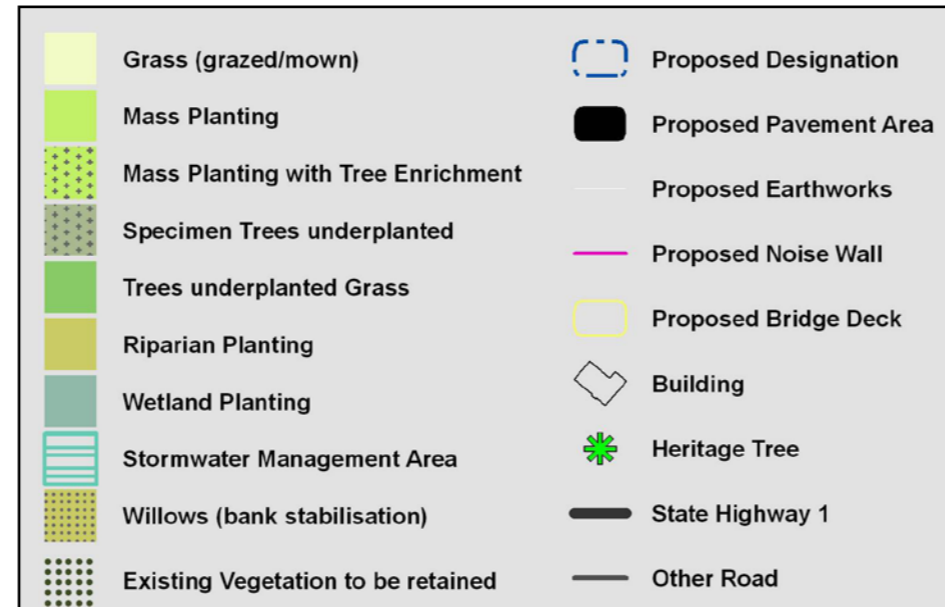 Grass (grazed/mown)
Mass Planting
Mass Planting with Tree Enrichment
Specimen Trees underplanted
Trees underplanted Grass
Riparian Planting
Wetland Planting
Stormwater Management Area
Willows (bank stabilisation)
Existing Vegetation to be retained
Proposed Designation
Proposed Pavement Area
Proposed Earthworks
Proposed Noise Wall
Proposed Bridge Deck
Building
Heritage Tree
State Highway 1
Other Road